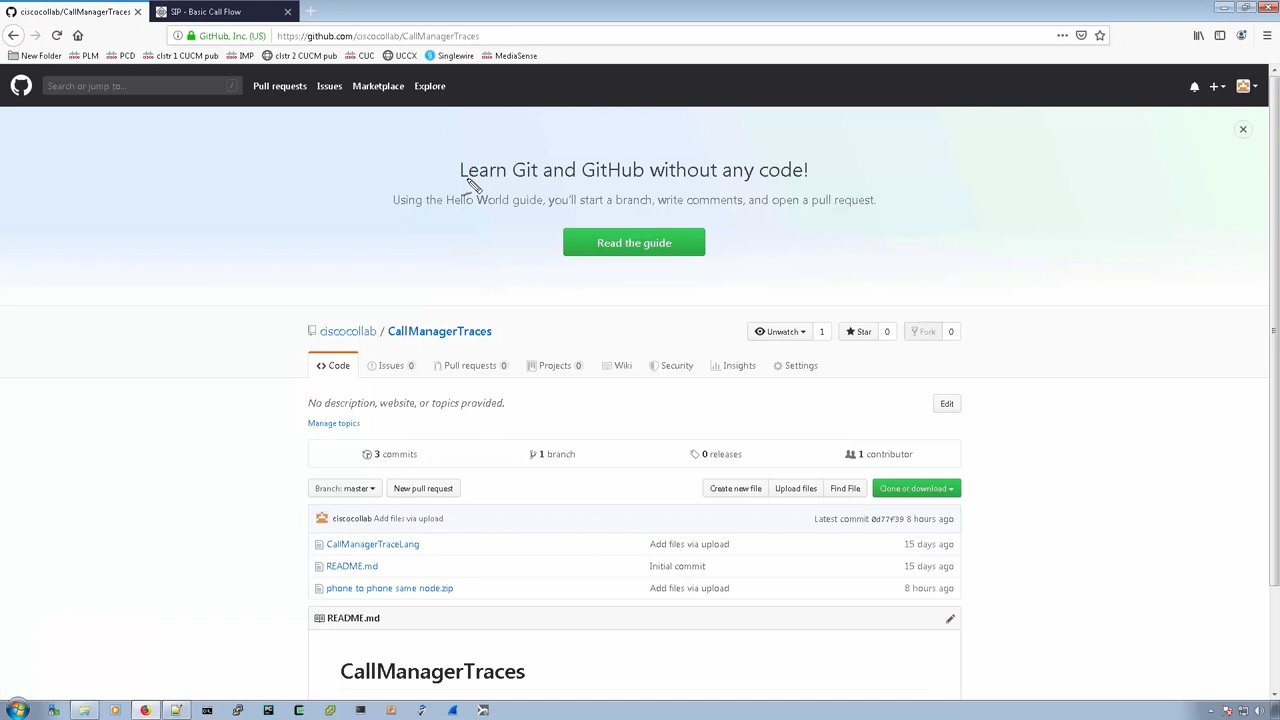 ciscocollab/CallManagerTraces
SIP - Basic Call Flow
GitHub, Inc. (US)
https://github.com/ciscocollab/CallManagerTraces
New Folder
PLM
PCD
clstr 1 CUCM pub
IMP
clstr 2 CUCM pub
CUC
UCCX
Singlewire
MediaSense
Search or jump to...
/
Pull requests
Issues
Marketplace
Explore
Learn Git and GitHub without any code!
Using the Hello World guide, you'll start a branch, write comments, and open a pull request.
Read the guide
ciscocollab / CallManagerTraces
Unwatch
1
Star
0
Fork
0
Code
Issues 0
Pull requests 0
Projects 0
Wiki
Security
Insights
Settings
No description, website, or topics provided.
Edit
Manage topics
3 commits
1 branch
0 releases
1 contributor
Branch: master
New pull request
Create new file
Upload files
Find File
Clone or download
ciscocollab Add files via upload
Latest commit 0d77f39 8 hours ago
CallManagerTraceLang
Add files via upload
15 days ago
README.md
Initial commit
15 days ago
phone to phone same node.zip
Add files via upload
8 hours ago
README.md
CallManagerTraces